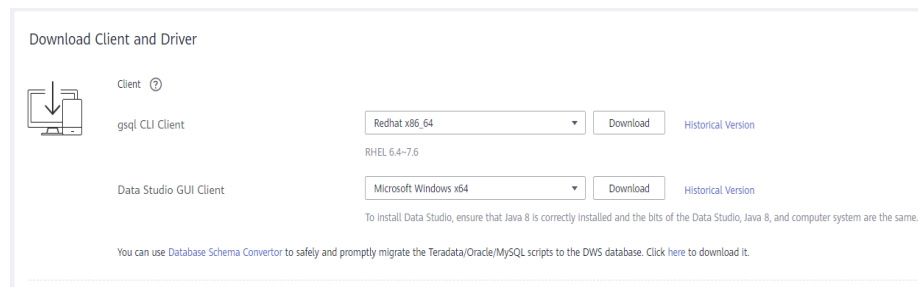 Download Client and Driver
Client ?
gsql CLI Client Redhat x86_64 Download Historical Version
RHEL 6.4~7.6
Data Studio GUI Client Microsoft Windows x64 Download Historical Version
To install Data Studio, ensure that Java 8 is correctly installed and the bits of the Data Studio, Java 8, and computer system are the same.
You can use Database Schema Convertor to safely and promptly migrate the Teradata/Oracle/MySQL scripts to the DWS database. Click here to download it.